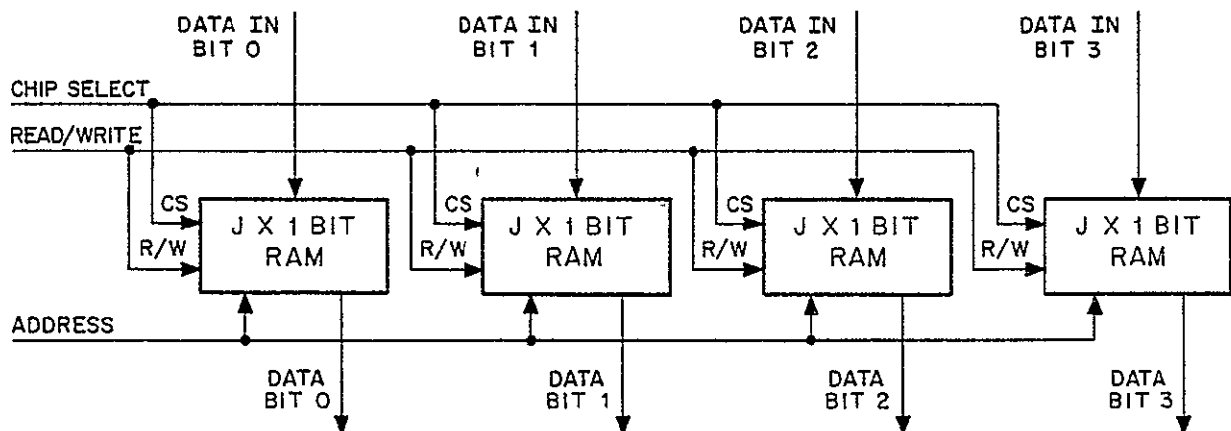 DATA IN
BIT 0
DATA IN
BIT 1
DATA IN
BIT 2
DATA IN
BIT 3
CHIP SELECT
READ/WRITE
CS
R/W
J X 1 BIT
RAM
CS
R/W
J X 1 BIT
RAM
CS
R/W
J X 1 BIT
RAM
CS
R/W
J X 1 BIT
RAM
ADDRESS
DATA
BIT 0
DATA
BIT 1
DATA
BIT 2
DATA
BIT 3